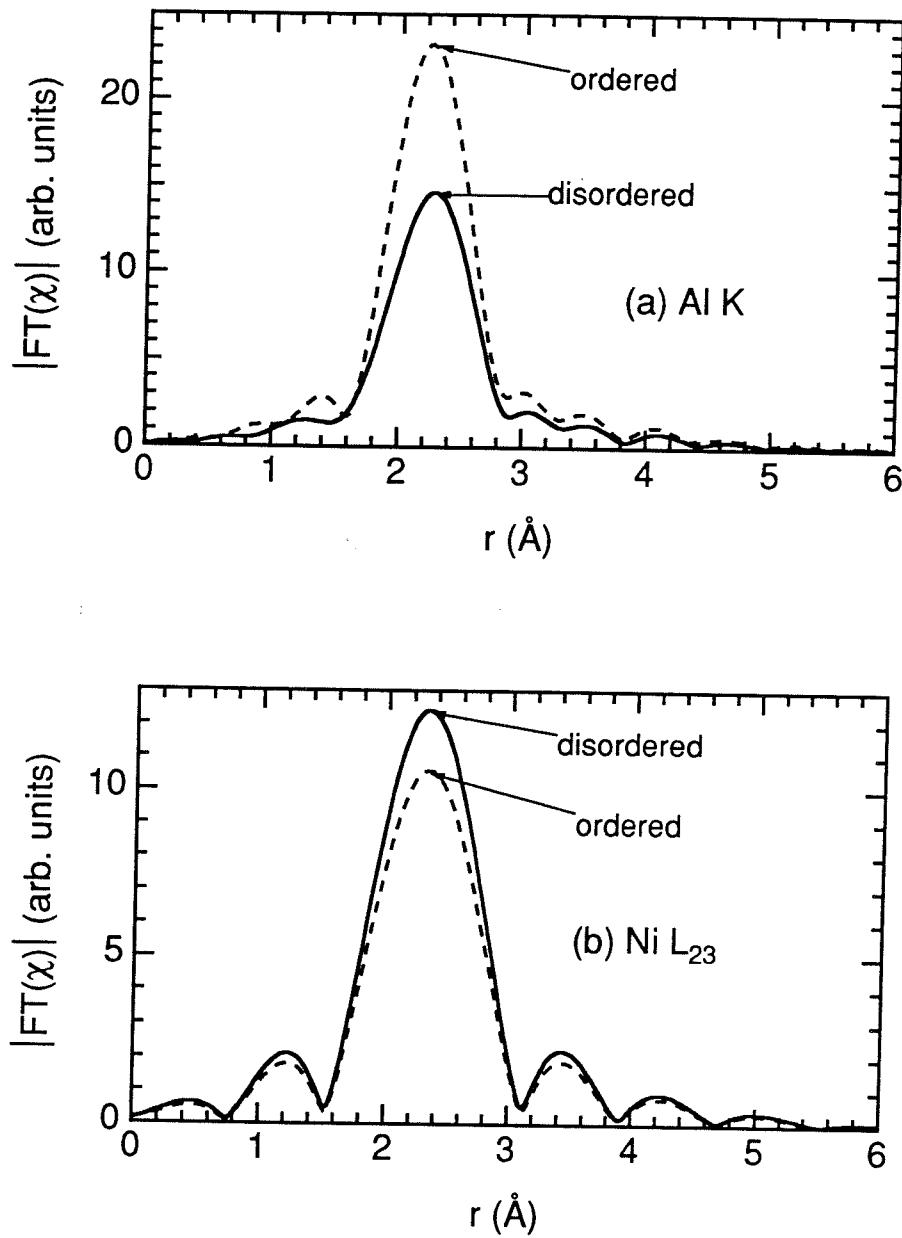 |FT(χ)| (arb. units)
20
10
0
ordered
disordered
(a) Al K
0 1 2 3 4 5 6
r (Å)
|FT(χ)| (arb. units)
10
5
0
disordered
ordered
(b) Ni L₂₃
0 1 2 3 4 5 6
r (Å)